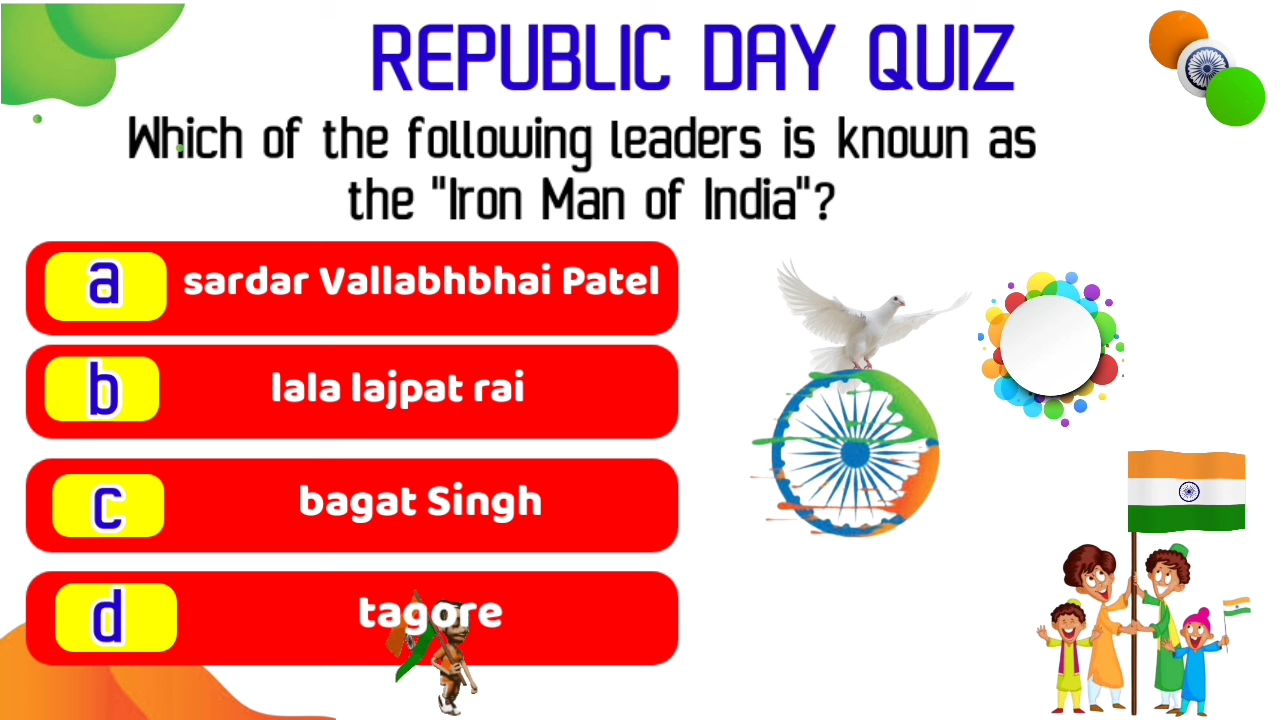 REPUBLIC DAY QUIZ
Which of the following leaders is known as
the "Iron Man of India"?
a sardar Vallabhbhai Patel
b lala lajpat rai
c bagat Singh
d tagore